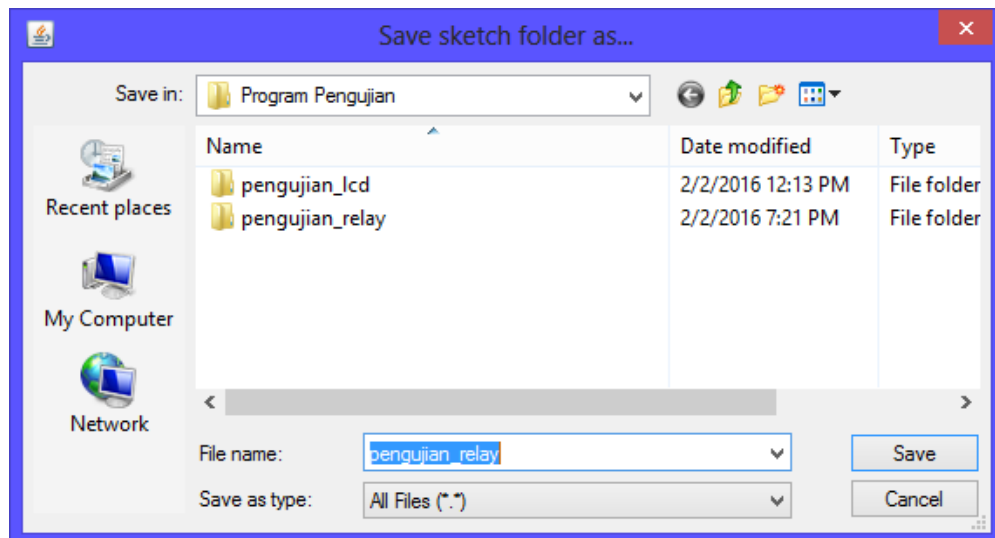 Save sketch folder as...
Save in: Program Pengujian
Name Date modified Type
pengujian_lcd 2/2/2016 12:13 PM File folder
pengujian_relay 2/2/2016 7:21 PM File folder
Recent places
My Computer
Network
File name: pengujian_relay Save
Save as type: All Files (*.*) Cancel